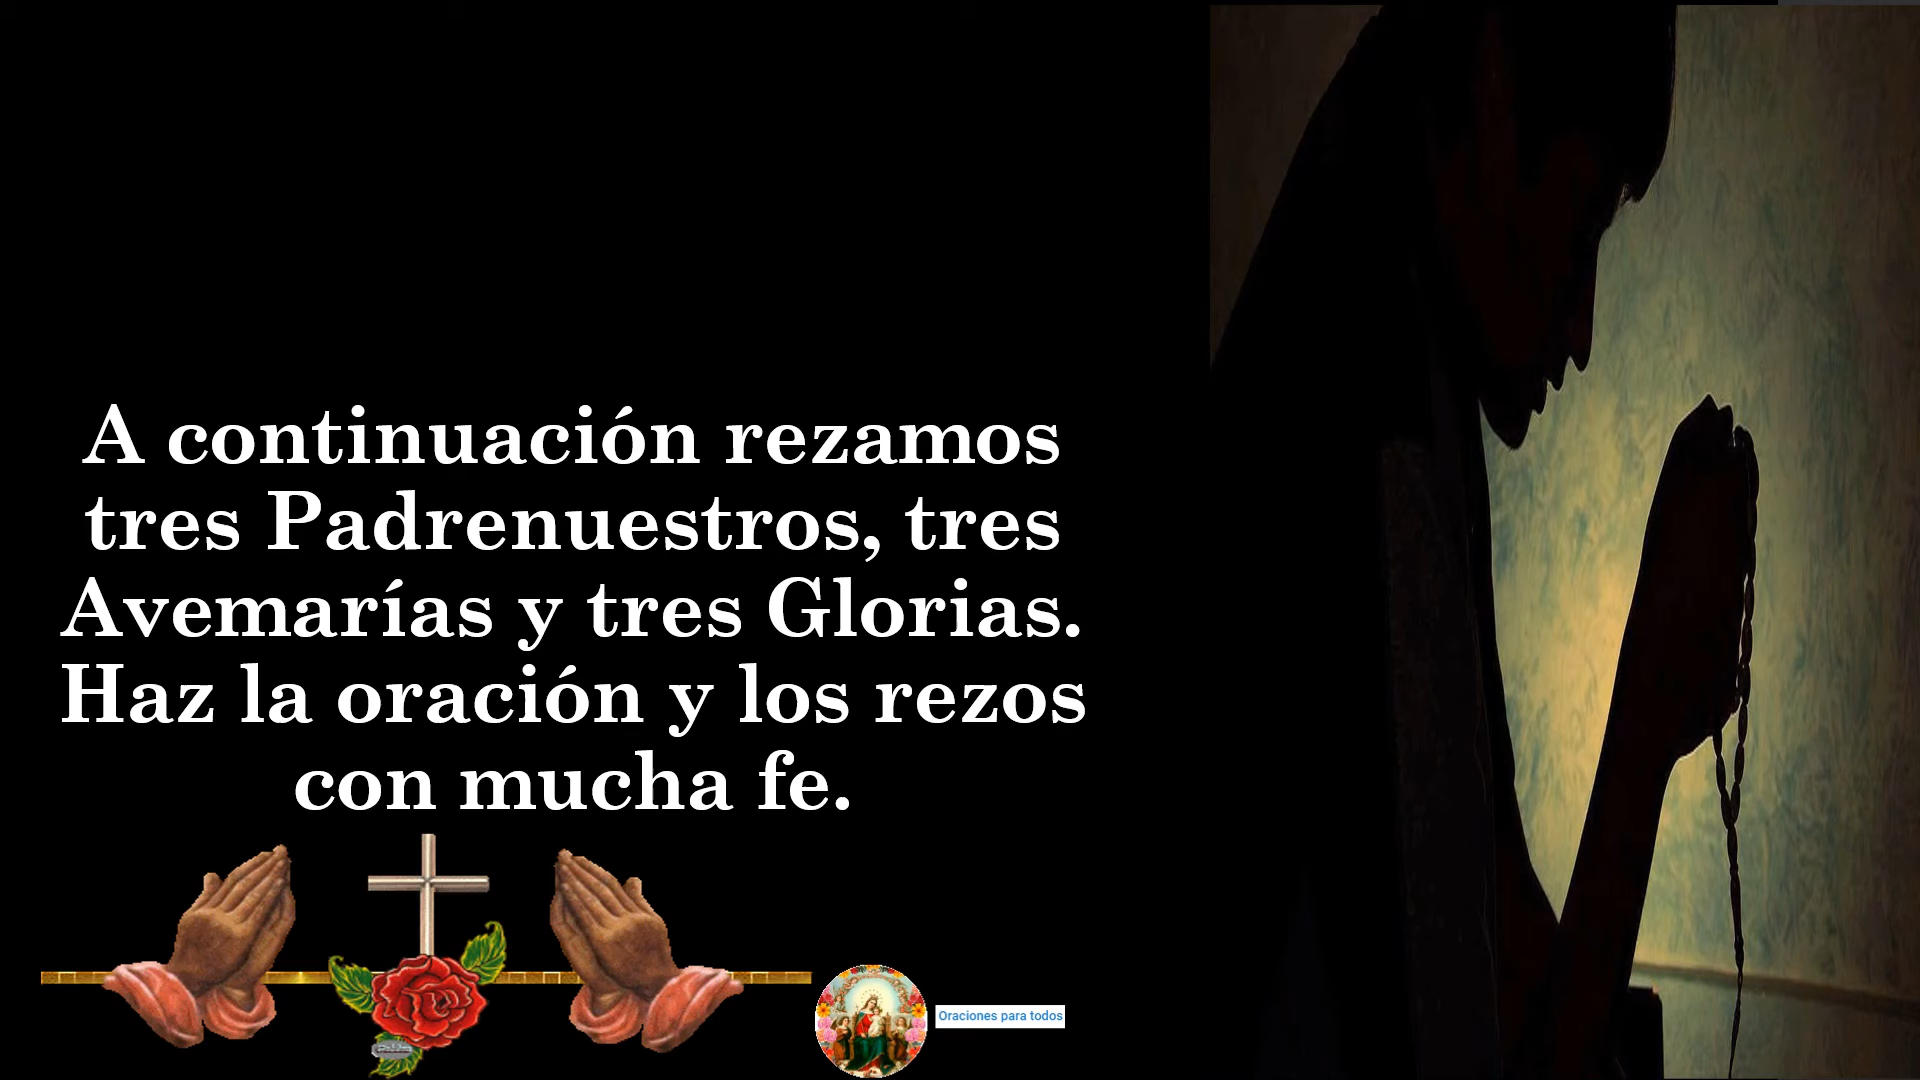 A continuación rezamos
tres Padrenuestros, tres
Avemarías y tres Glorias.
Haz la oración y los rezos
con mucha fe.
Oraciones para todos